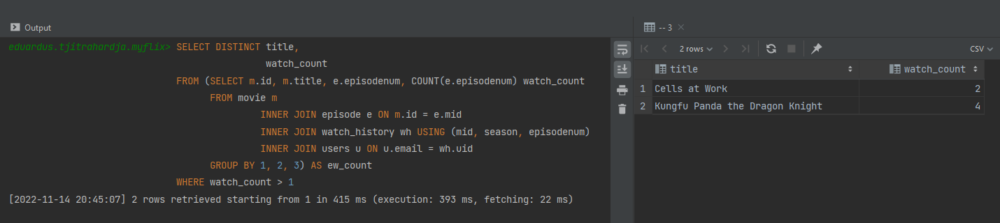 Output
eduardus.tjitrahardja.myflix> SELECT DISTINCT title,
watch_count
FROM (SELECT m.id, m.title, e.episodenum, COUNT(e.episodenum) watch_count
FROM movie m
INNER JOIN episode e ON m.id = e.mid
INNER JOIN watch_history wh USING (mid, season, episodenum)
INNER JOIN users u ON u.email = wh.uid
GROUP BY 1, 2, 3) AS ew_count
WHERE watch_count > 1
[2022-11-14 20:45:07] 2 rows retrieved starting from 1 in 415 ms (execution: 393 ms, fetching: 22 ms)
-- 3
2 rows
CSV
title watch_count
1 Cells at Work 2
2 Kungfu Panda the Dragon Knight 4